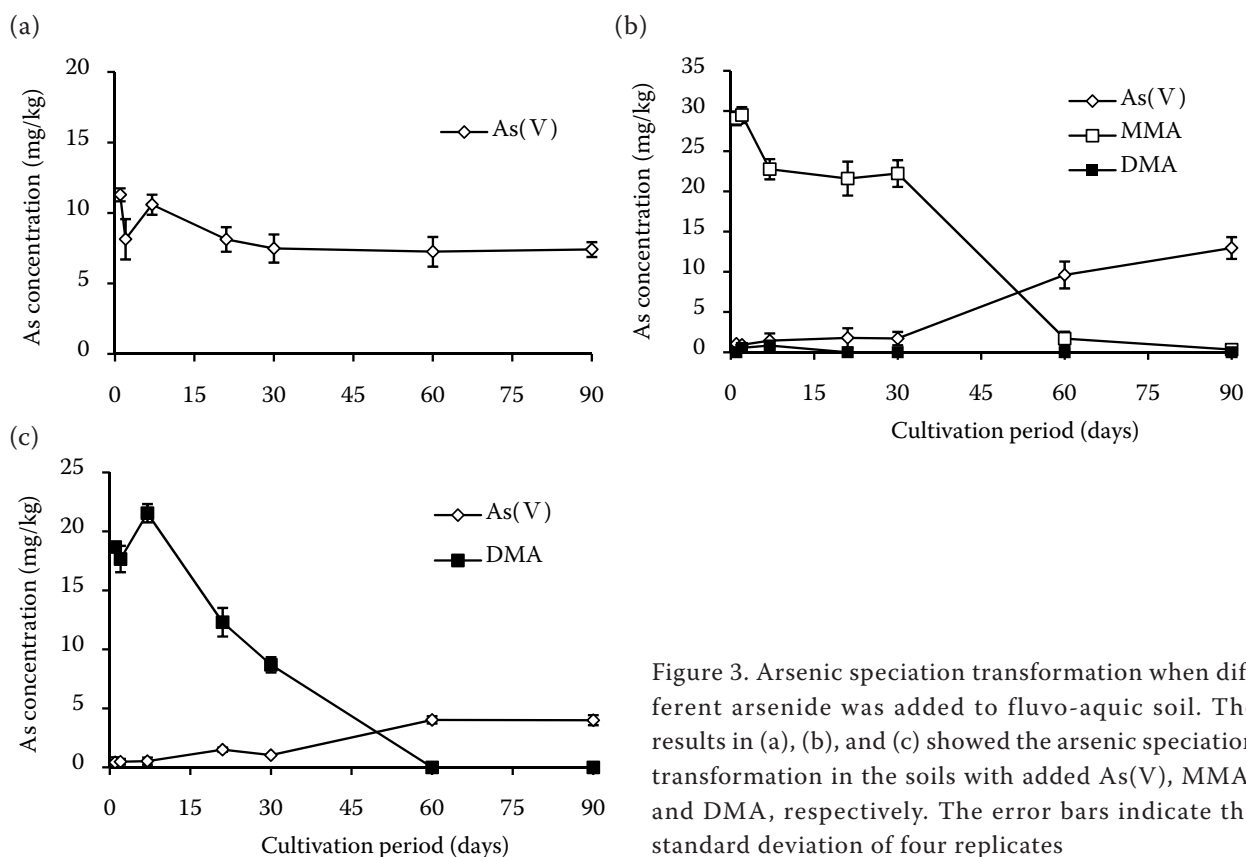 (a)
20
15
10
5
0
As concentration (mg/kg)
As(V)
0 15 30 45 60 75 90
(b)
35
30
25
20
15
10
5
0
As concentration (mg/kg)
As(V)
MMA
DMA
0 15 30 45 60 75 90
Cultivation period (days)
(c)
25
20
15
10
5
0
As concentration (mg/kg)
As(V)
DMA
0 15 30 45 60 75 90
Cultivation period (days)
Figure 3. Arsenic speciation transformation when dif
ferent arsenide was added to fluvo-aquic soil. The
results in (a), (b), and (c) showed the arsenic speciation
transformation in the soils with added As(V), MMA
and DMA, respectively. The error bars indicate th
standard deviation of four replicates